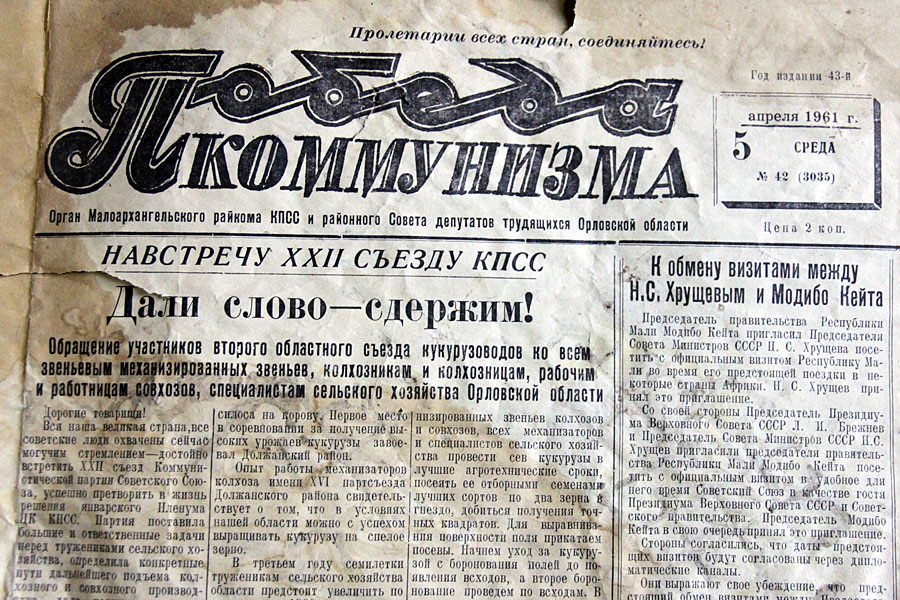 Пролетарии всех стран, соединяйтесь!
Победа
КОММУНИЗМА
Год издания 43-й
5
апреля 1961 г.
СРЕДА
№ 42 (3035)
Орган Малоархангельского райкома КПСС и районного Совета депутатов трудящихся Орловской области
Цена 2 коп.
НАВСТРЕЧУ XXII СЪЕЗДУ КПСС
Дали слово—сдержим!
Обращение участников второго областного съезда кукурузоводов ко всем
звеньевым механизированных звеньев, колхозникам и колхозницам, рабочим
и работницам совхозов, специалистам сельского хозяйства Орловской области
Дорогие товарищи!
Вся наша великая страна, все
советские люди охвачены сейчас
могучим стремлением—достойно
встретить XXII съезд Коммуни-
стической партии Советского Сою-
за, успешно претворить в жизнь
решения январского Пленума
ЦК КПСС. Партия поставила
большие и ответственные задачи
перед тружениками сельского хо-
зяйства, определила конкретные
пути дальнейшего подъема кол-
хозного и совхозного производ-
силоса на корову. Первое место
в соревновании за получение вы-
соких урожаев кукурузы завое-
вал Должанский район.
Опыт работы механизаторов
колхоза имени XVI партсъезда
Должанского района свидетель-
ствует о том, что в условиях
нашей области можно с успехом
выращивать кукурузу на спелое
зерно.
В третьем году семилетки
труженикам сельского хозяйства
области предстоит увеличить по
низированных звеньев колхозов
и совхозов, всех механизаторов
и специалистов сельского хозяй-
ства провести сев кукурузы в
лучшие агротехнические сроки,
посеять ее отборными семенами
лучших сортов по два зерна в
гнездо, добиться получения точ-
ных квадратов. Для выравнива-
ния поверхности поля прикатаем
посевы. Начнем уход за кукуру-
зой с боронования полей до по-
явления всходов, а второе боро-
нование проведем по всходам. В
К обмену визитами между
Н.С. Хрущевым и Модибо Кейта
Председатель правительства Республики
Мали Модибо Кейта пригласил Председателя
Совета Министров СССР Н. С. Хрущева посе-
тить с официальным визитом Республику Ма-
ли во время его предстоящей поездки в не-
которые страны Африки. Н. С. Хрущев при-
нял это приглашение.
Со своей стороны Председатель Президиу-
ма Верховного Совета СССР Л. И. Брежнев
и Председатель Совета Министров СССР Н.С.
Хрущев пригласили председателя правительс-
тва Республики Мали Модибо Кейта посе-
тить с официальным визитом в удобное для
него время Советский Союз в качестве гостя
Президиума Верховного Совета СССР и Совет-
ского правительства. Председатель Модибо
Кейта в свою очередь принял это приглашение.
Стороны согласились, что даты предстоя-
щих визитов будут согласованы через дипло-
матические каналы.
Они выражают свое убеждение, что пред-
стоящий обмен визитами между